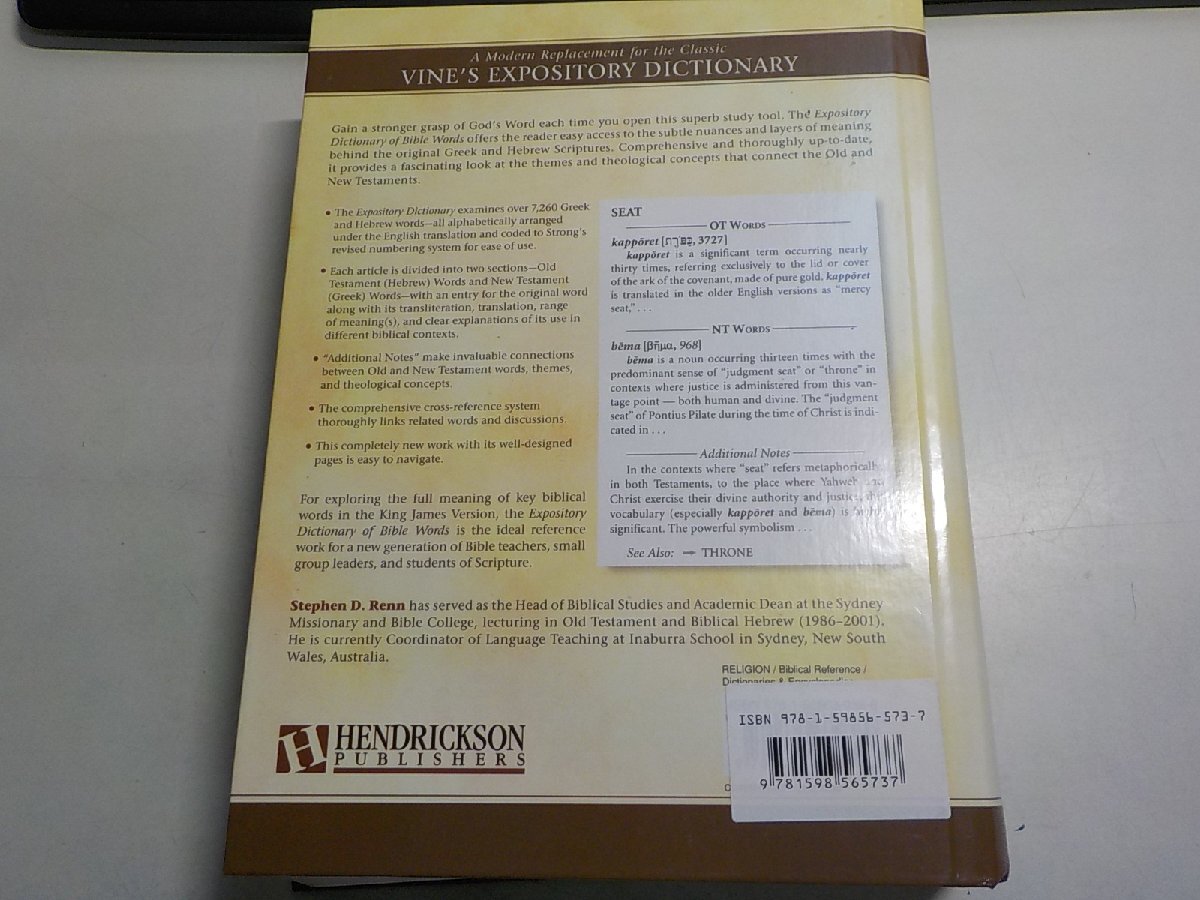 A Modern Replacement for the Classic
VINE'S EXPOSITORY DICTIONARY
Gain a stronger grasp of God's Word each time you open this superb study tool. The Expository
Dictionary of Bible Words offers the reader easy access to the subtle nuances and layers of meaning
behind the original Greek and Hebrew Scriptures. Comprehensive and thoroughly up-to-date,
it provides a fascinating look at the themes and theological concepts that connect the Old and
New Testaments.
• The Expository Dictionary examines over 7,260 Greek
and Hebrew words—all alphabetically arranged
under the English translation and coded to Strong's
revised numbering system for ease of use.
• Each article is divided into two sections—Old
Testament (Hebrew) Words and New Testament
(Greek) Words—with an entry for the original word
along with its transliteration, translation, range
of meaning(s), and clear explanations of its use in
different biblical contexts.
• "Additional Notes" make invaluable connections
between Old and New Testament words, themes,
and theological concepts.
• The comprehensive cross-reference system
thoroughly links related words and discussions.
• This completely new work with its well-designed
pages is easy to navigate.
For exploring the full meaning of key biblical
words in the King James Version, the Expository
Dictionary of Bible Words is the ideal reference
work for a new generation of Bible teachers, small
group leaders, and students of Scripture.
SEAT
OT WORDS
kappōret [כַּפֹּרֶת, 3727]
kappōret is a significant term occurring nearly
thirty times, referring exclusively to the lid or cover
of the ark of the covenant, made of pure gold. kappōret
is translated in the older English versions as "mercy
seat," . . .
NT WORDS
bēma [βῆμα, 968]
bēma is a noun occurring thirteen times with the
predominant sense of "judgment seat" or "throne" in
contexts where justice is administered from this van-
tage point — both human and divine. The "judgment
seat" of Pontius Pilate during the time of Christ is indi-
cated in . . .
Additional Notes
In the contexts where "seat" refers metaphorically,
in both Testaments, to the place where Yahweh and
Christ exercise their divine authority and justice, the
vocabulary (especially kappōret and bēma) is highly
significant. The powerful symbolism . . .
See Also: → THRONE
Stephen D. Renn has served as the Head of Biblical Studies and Academic Dean at the Sydney
Missionary and Bible College, lecturing in Old Testament and Biblical Hebrew (1986–2001).
He is currently Coordinator of Language Teaching at Inaburra School in Sydney, New South
Wales, Australia.
RELIGION / Biblical Reference /
Dictionaries & Encyclopedias
H HENDRICKSON
PUBLISHERS
ISBN 978-1-59856-573-7
9 781598 565737